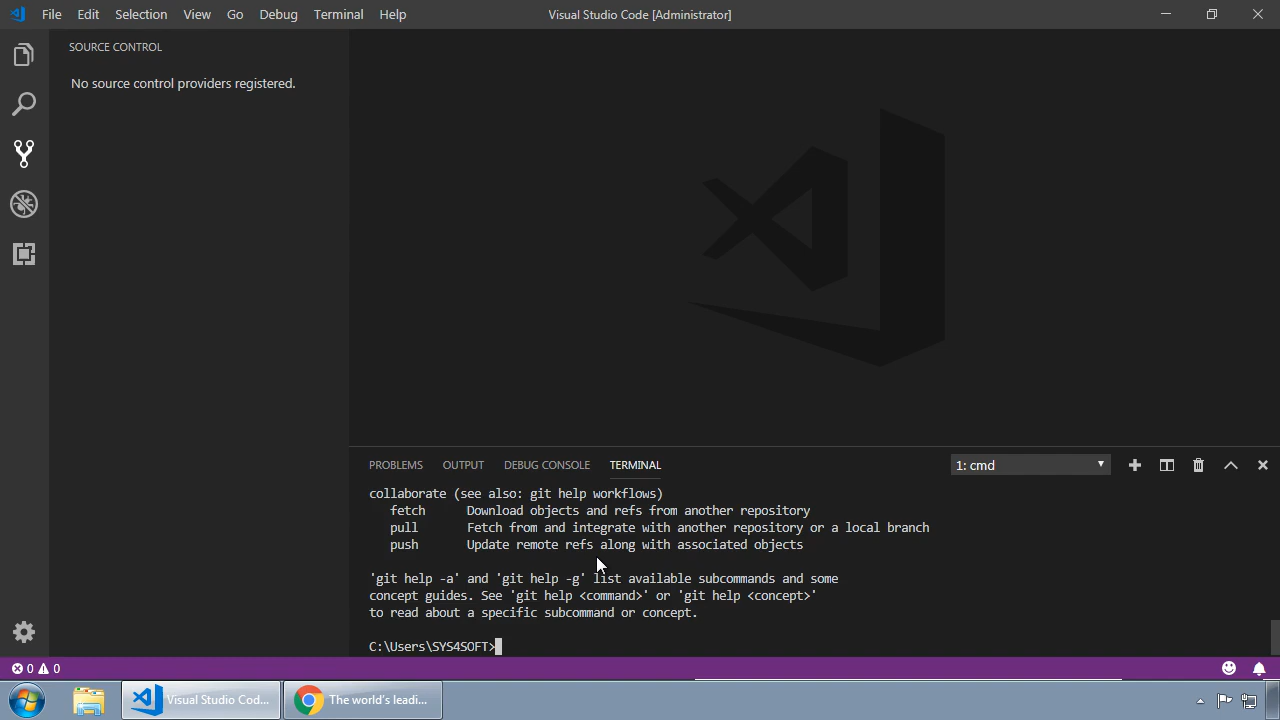 File Edit Selection View Go Debug Terminal Help
Visual Studio Code [Administrator]
SOURCE CONTROL
No source control providers registered.
PROBLEMS OUTPUT DEBUG CONSOLE TERMINAL
1: cmd
collaborate (see also: git help workflows)
fetch Download objects and refs from another repository
pull Fetch from and integrate with another repository or a local branch
push Update remote refs along with associated objects
'git help -a' and 'git help -g' list available subcommands and some
concept guides. See 'git help <command>' or 'git help <concept>'
to read about a specific subcommand or concept.
C:\Users\SYS4SOFT>
0 0
Visual Studio Cod...
The world's leadi...